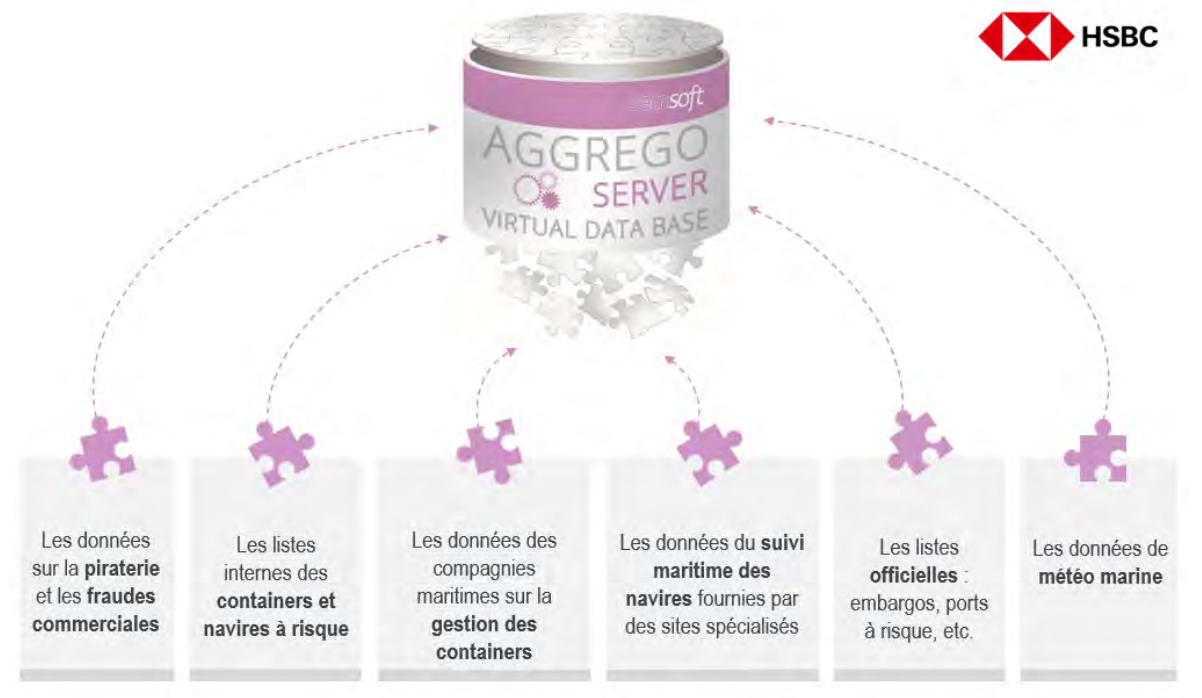 HSBC
soft
AGGREGO
SERVER
VIRTUAL DATA BASE
Les données
sur la piraterie
et les fraudes
commerciales
Les listes
internes des
containers et
navires à risque
Les données des
compagnies
maritimes sur la
gestion des
containers
Les données du suivi
maritime des
navires fournies par
des sites spécialisés
Les listes
officielles :
embargos, ports
à risque, etc.
Les données de
météo marine